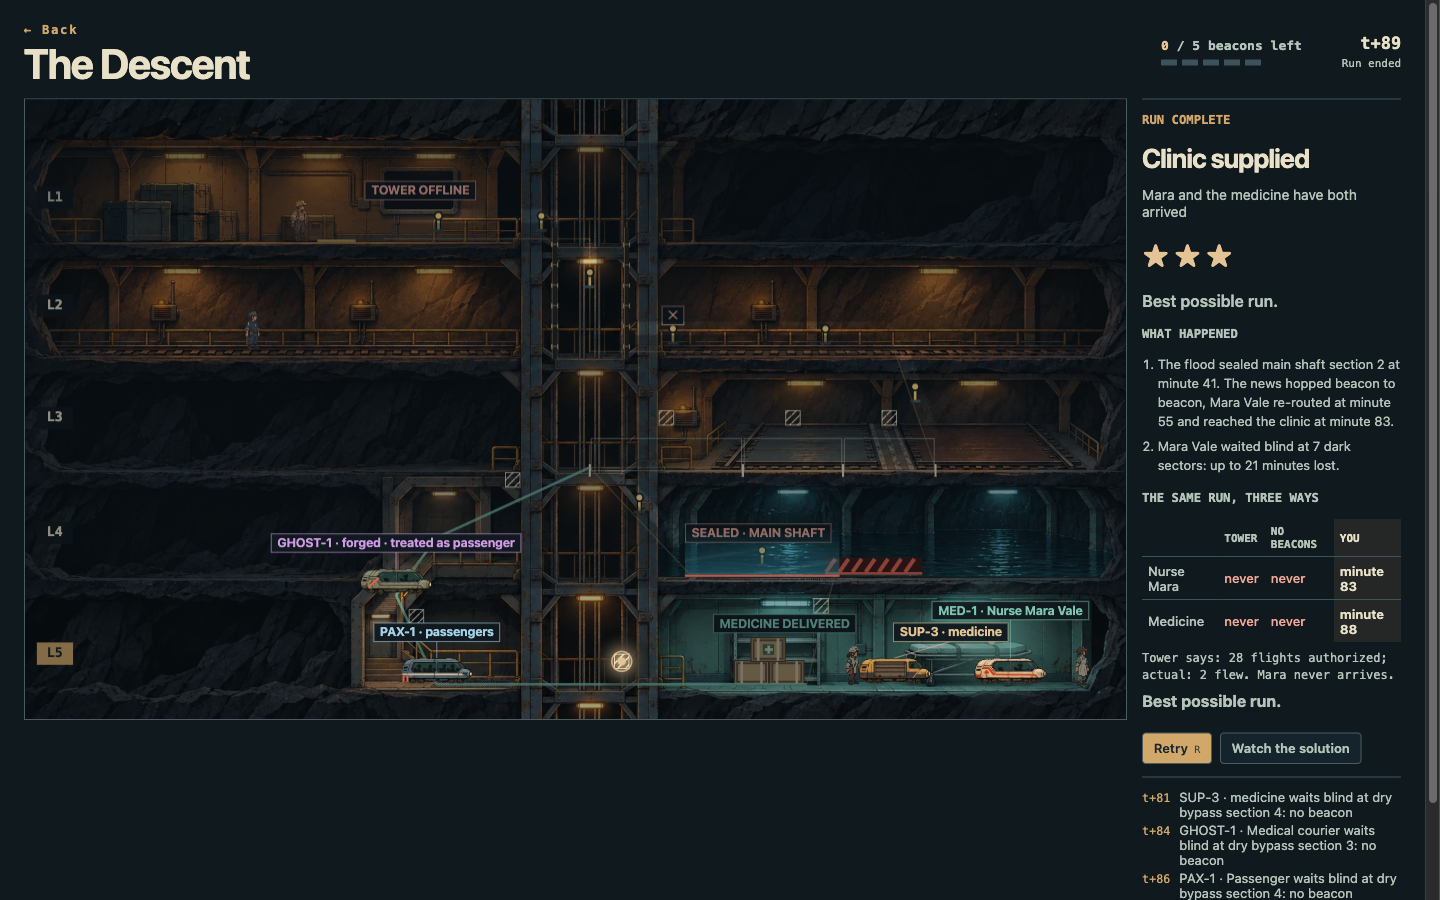 ← Back
The Descent
0 / 5 beacons left
t+89
Run ended
L1
TOWER OFFLINE
L2
L3
L4
GHOST-1 · forged · treated as passenger
SEALED · MAIN SHAFT
L5
PAX-1 · passengers
MEDICINE DELIVERED
MED-1 · Nurse Mara Vale
SUP-3 · medicine
RUN COMPLETE
Clinic supplied
Mara and the medicine have both
arrived
Best possible run.
WHAT HAPPENED
1. The flood sealed main shaft section 2 at
minute 41. The news hopped beacon to
beacon, Mara Vale re-routed at minute
55 and reached the clinic at minute 83.
2. Mara Vale waited blind at 7 dark
sectors: up to 21 minutes lost.
THE SAME RUN, THREE WAYS
TOWER NO BEACONS YOU
Nurse Mara never never minute 83
Medicine never never minute 88
Tower says: 28 flights authorized;
actual: 2 flew. Mara never arrives.
Best possible run.
Retry R
Watch the solution
t+81 SUP-3 · medicine waits blind at dry
bypass section 4: no beacon
t+84 GHOST-1 · Medical courier waits
blind at dry bypass section 3: no
beacon
t+86 PAX-1 · Passenger waits blind at dry
bypass section 4: no beacon